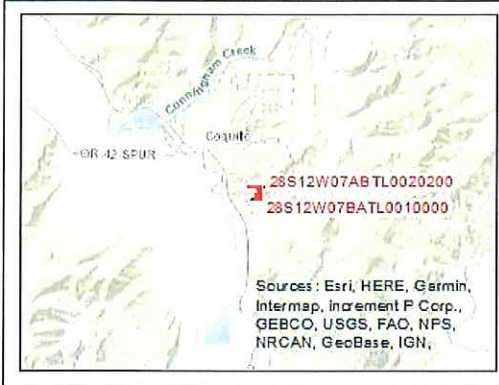 Cunningham Creek
Coquille
OR 42 SPUR
28S12W07ABTL0020200
28S12W07BATL0010000
Sources: Esri, HERE, Garmin,
Intermap, increment P Corp.,
GEBCO, USGS, FAO, NPS,
NRCAN, GeoBase, IGN,